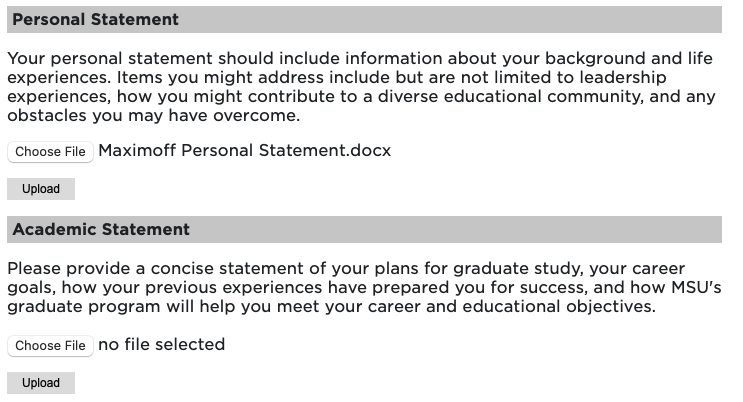 Personal Statement
Your personal statement should include information about your background and life
experiences. Items you might address include but are not limited to leadership
experiences, how you might contribute to a diverse educational community, and any
obstacles you may have overcome.
Choose File Maximoff Personal Statement.docx
Upload
Academic Statement
Please provide a concise statement of your plans for graduate study, your career
goals, how your previous experiences have prepared you for success, and how MSU's
graduate program will help you meet your career and educational objectives.
Choose File no file selected
Upload